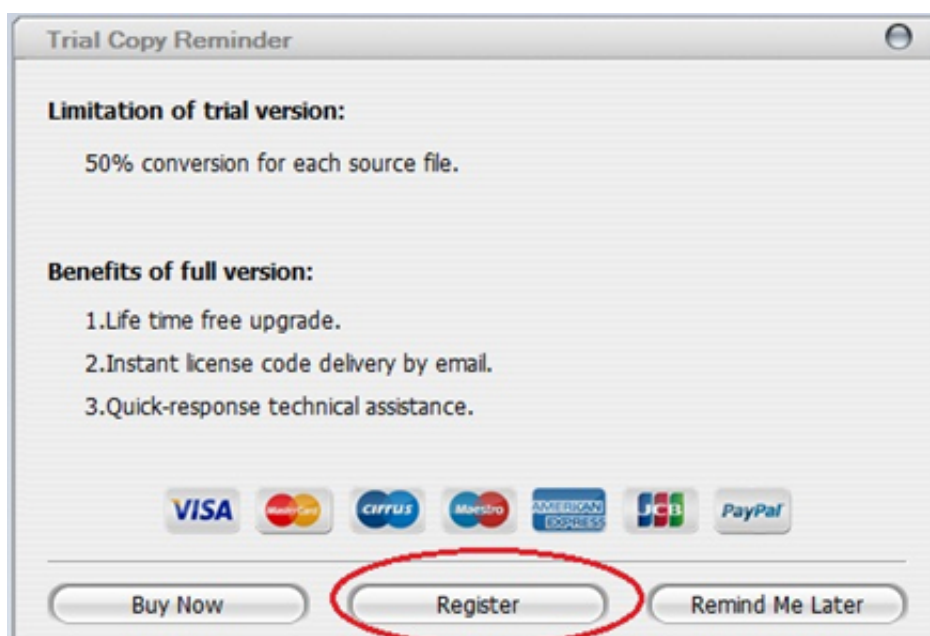 Trial Copy Reminder
Limitation of trial version:
50% conversion for each source file.
Benefits of full version:
1.Life time free upgrade.
2.Instant license code delivery by email.
3.Quick-response technical assistance.
VISA MasterCard CIRRUS Maestro AMERICAN EXPRESS JCB PayPal
Buy Now Register Remind Me Later